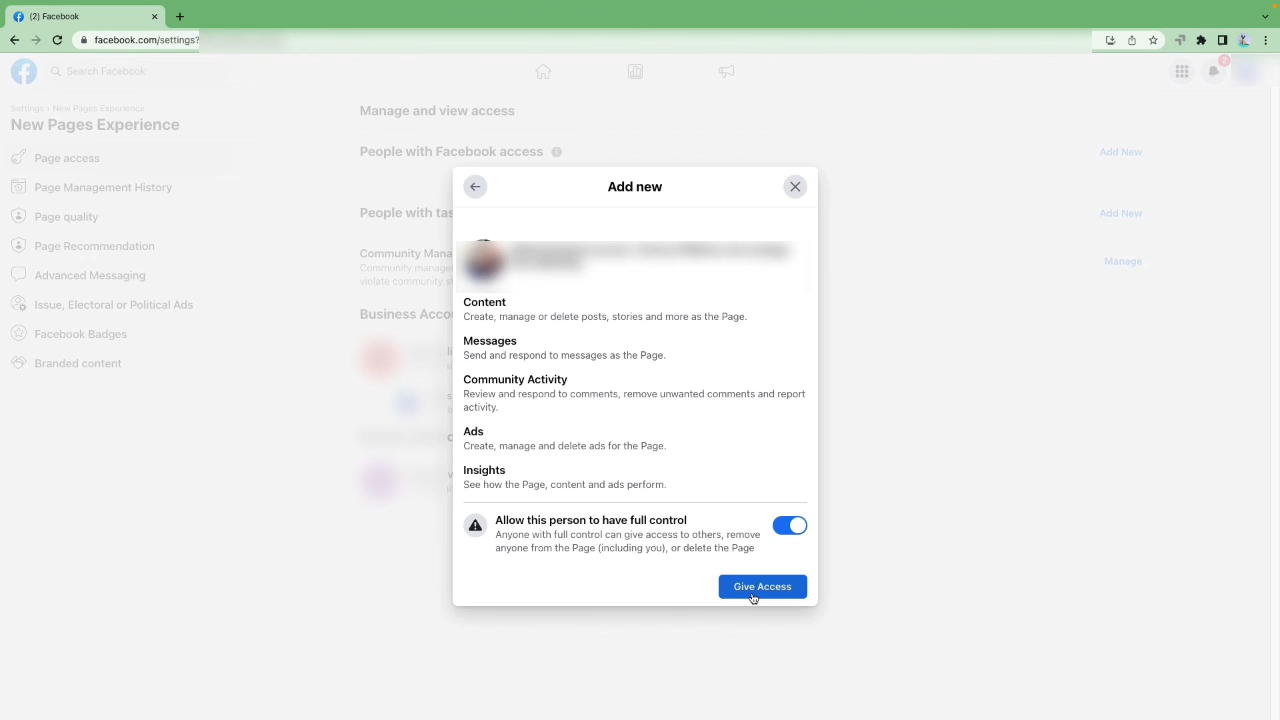 (2) Facebook
facebook.com/settings?
Search Facebook
2
Settings › New Pages Experience
New Pages Experience
Page access
Page Management History
Page quality
Page Recommendation
Advanced Messaging
Issue, Electoral or Political Ads
Facebook Badges
Branded content
Manage and view access
People with Facebook access
Add New
People with tas
Add New
Community Mana
Community manage
violate community s
Manage
Business Accou
Add new
Content
Create, manage or delete posts, stories and more as the Page.
Messages
Send and respond to messages as the Page.
Community Activity
Review and respond to comments, remove unwanted comments and report
activity.
Ads
Create, manage and delete ads for the Page.
Insights
See how the Page, content and ads perform.
Allow this person to have full control
Anyone with full control can give access to others, remove
anyone from the Page (including you), or delete the Page
Give Access